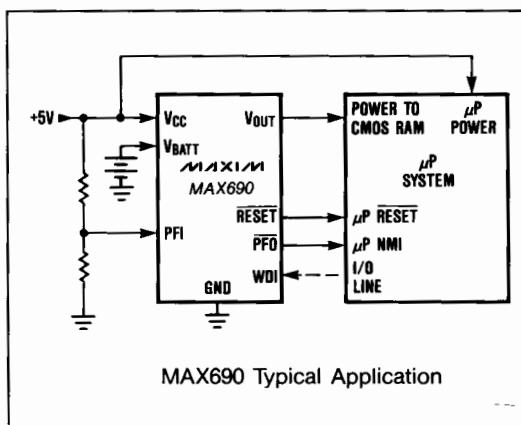 +5V
VCC
VOUT
VBATT
MAXIM
MAX690
RESET
PFI
PFO
WDI
GND
POWER TO
CMOS RAM
μP
POWER
μP
SYSTEM
μP RESET
μP NMI
I/O
LINE
MAX690 Typical Application